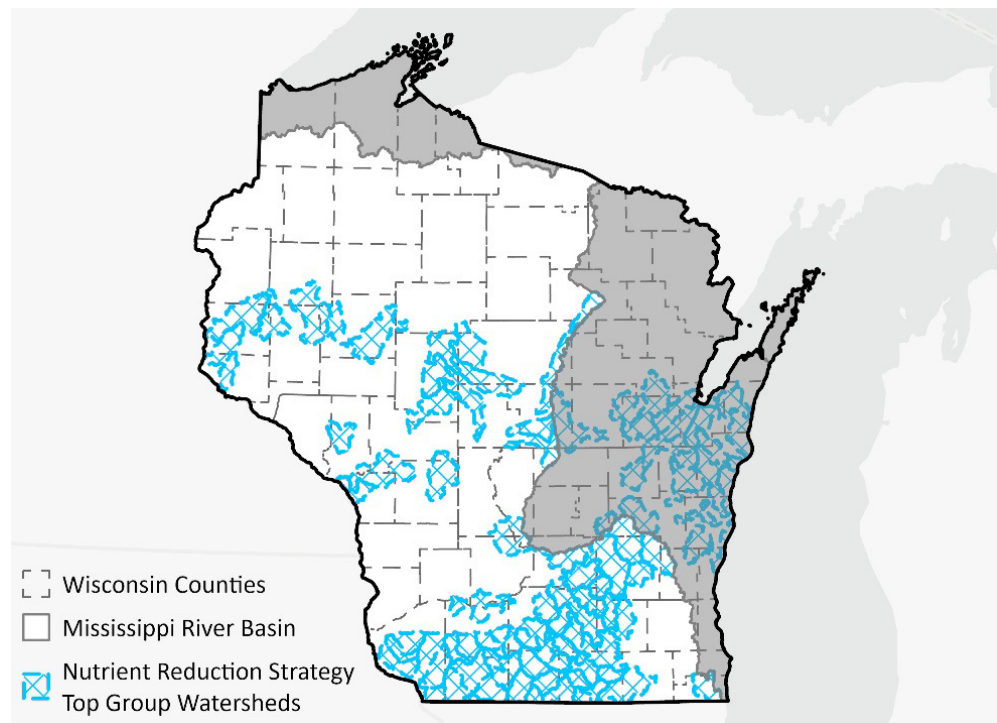 Wisconsin Counties
Mississippi River Basin
Nutrient Reduction Strategy
Top Group Watersheds